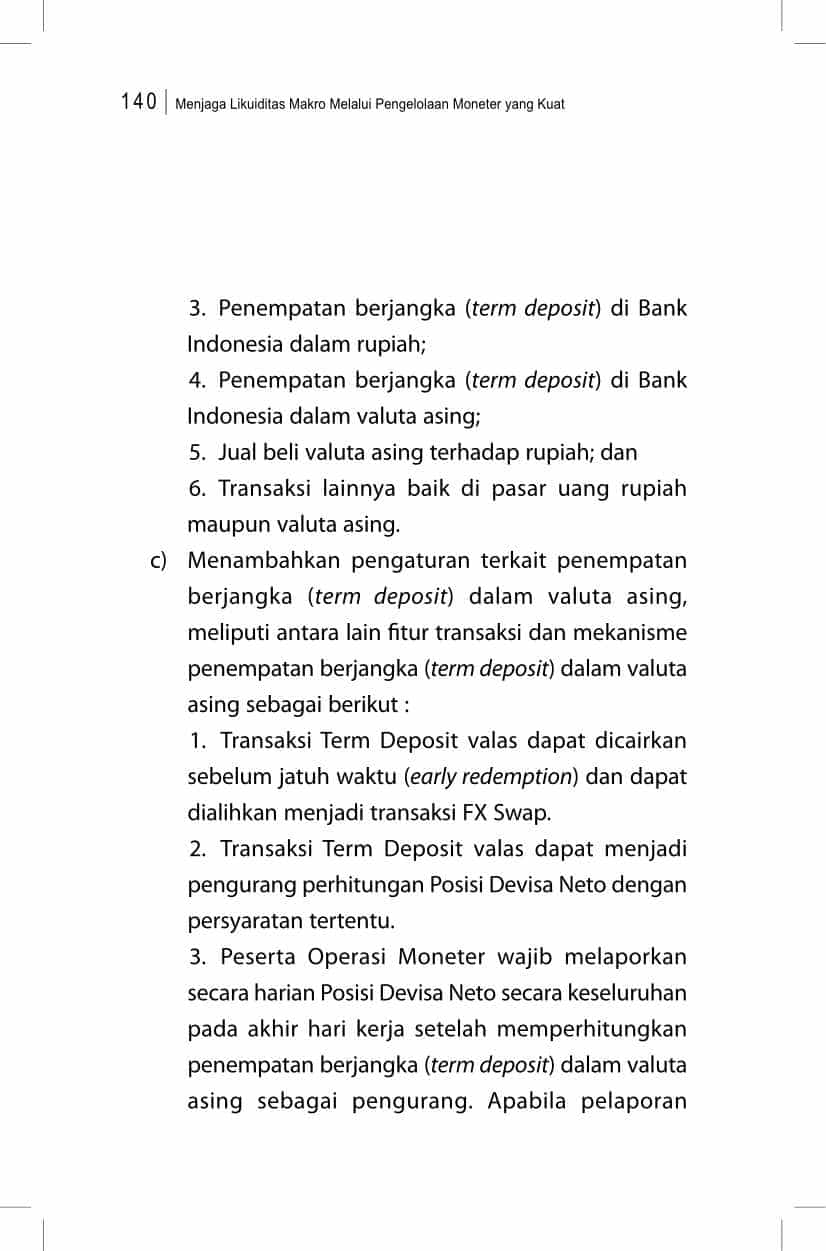 140 | Menjaga Likuiditas Makro Melalui Pengelolaan Moneter yang Kuat
3. Penempatan berjangka (term deposit) di Bank
Indonesia dalam rupiah;
4. Penempatan berjangka (term deposit) di Bank
Indonesia dalam valuta asing;
5. Jual beli valuta asing terhadap rupiah; dan
6. Transaksi lainnya baik di pasar uang rupiah
maupun valuta asing.
c) Menambahkan pengaturan terkait penempatan
berjangka (term deposit) dalam valuta asing,
meliputi antara lain fitur transaksi dan mekanisme
penempatan berjangka (term deposit) dalam valuta
asing sebagai berikut :
1. Transaksi Term Deposit valas dapat dicairkan
sebelum jatuh waktu (early redemption) dan dapat
dialihkan menjadi transaksi FX Swap.
2. Transaksi Term Deposit valas dapat menjadi
pengurang perhitungan Posisi Devisa Neto dengan
persyaratan tertentu.
3. Peserta Operasi Moneter wajib melaporkan
secara harian Posisi Devisa Neto secara keseluruhan
pada akhir hari kerja setelah memperhitungkan
penempatan berjangka (term deposit) dalam valuta
asing sebagai pengurang. Apabila pelaporan